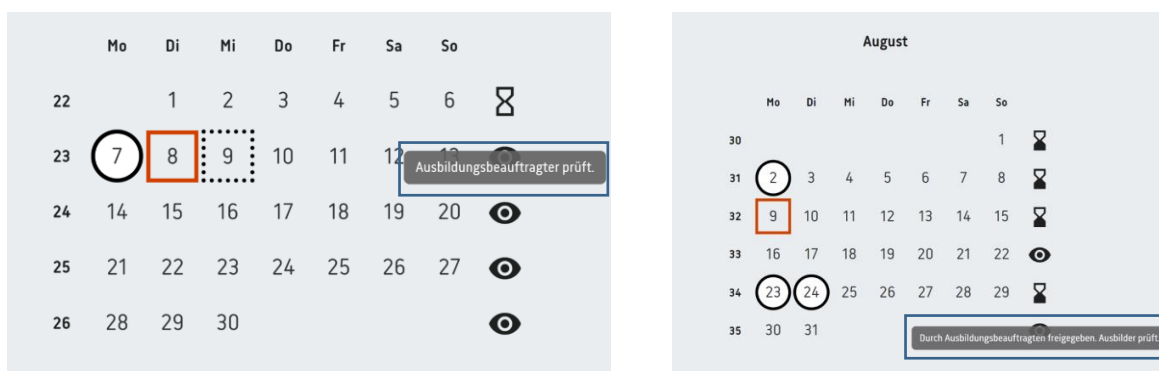 Mo Di Mi Do Fr Sa So
22 1 2 3 4 5 6
23 7 8 9 10 11 12 13
Ausbildungsbeauftragter prüft.
24 14 15 16 17 18 19 20
25 21 22 23 24 25 26 27
26 28 29 30
August
Mo Di Mi Do Fr Sa So
30 1
31 2 3 4 5 6 7 8
32 9 10 11 12 13 14 15
33 16 17 18 19 20 21 22
34 23 24 25 26 27 28 29
35 30 31
Durch Ausbildungsbeauftragten freigegeben. Ausbilder prüft.